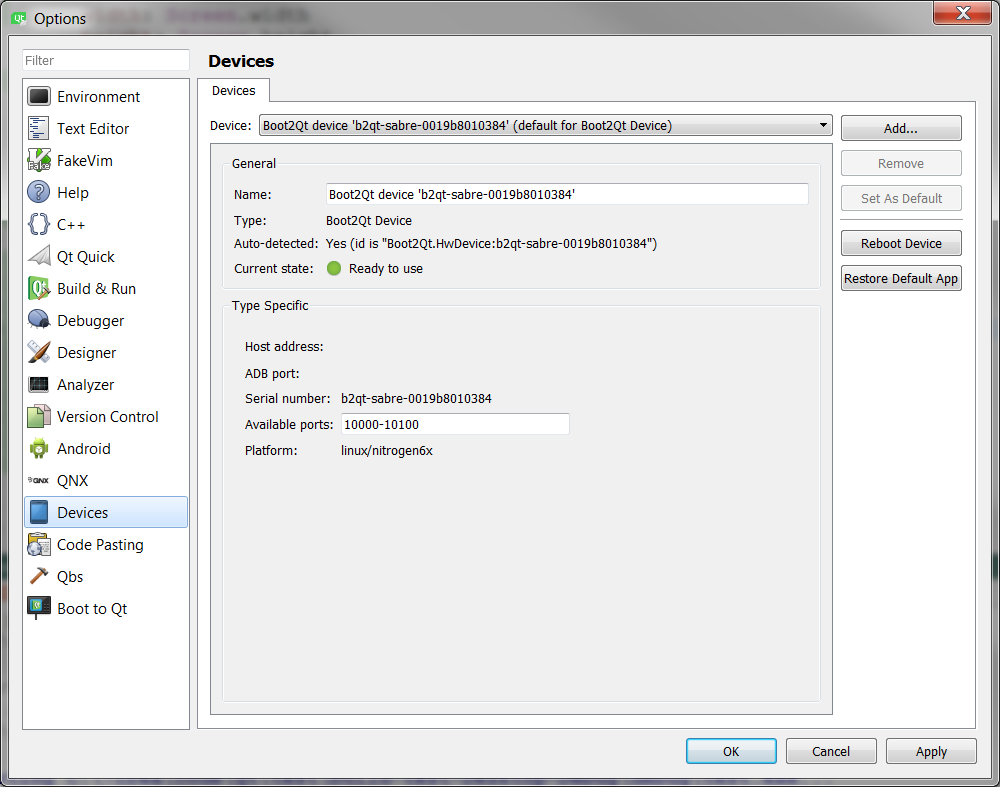 Options
Filter
Environment
Text Editor
FakeVim
Help
C++
Qt Quick
Build & Run
Debugger
Designer
Analyzer
Version Control
Android
QNX
Devices
Code Pasting
Qbs
Boot to Qt
Devices
Devices
Device: Boot2Qt device 'b2qt-sabre-0019b8010384' (default for Boot2Qt Device)
General
Name: Boot2Qt device 'b2qt-sabre-0019b8010384'
Type: Boot2Qt Device
Auto-detected: Yes (id is "Boot2Qt.HwDevice:b2qt-sabre-0019b8010384")
Current state: Ready to use
Type Specific
Host address:
ADB port:
Serial number: b2qt-sabre-0019b8010384
Available ports: 10000-10100
Platform: linux/nitrogen6x
Add...
Remove
Set As Default
Reboot Device
Restore Default App
OK Cancel Apply